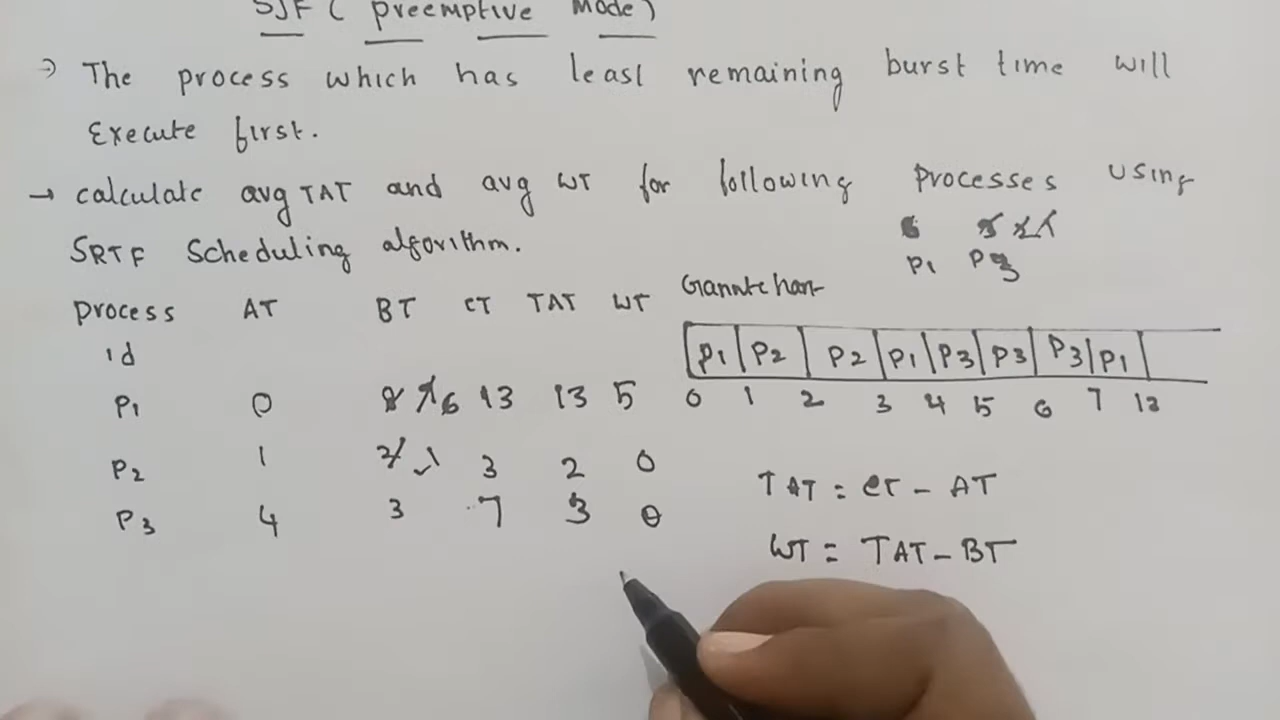 SJF ( preemptive mode )
→ The process which has least remaining burst time will
Execute first.
→ calculate avg TAT and avg WT for following processes using
SRTF Scheduling algorithm.
P1 P3
process AT BT CT TAT WT Ganntchart
id
P1 P2 P2 P1 P3 P3 P3 P1
0 1 2 3 4 5 6 7 13
P1 0 8 7 6 13 13 5
P2 1 2 1 3 2 0
P3 4 3 7 3 0
TAT = CT - AT
WT = TAT - BT